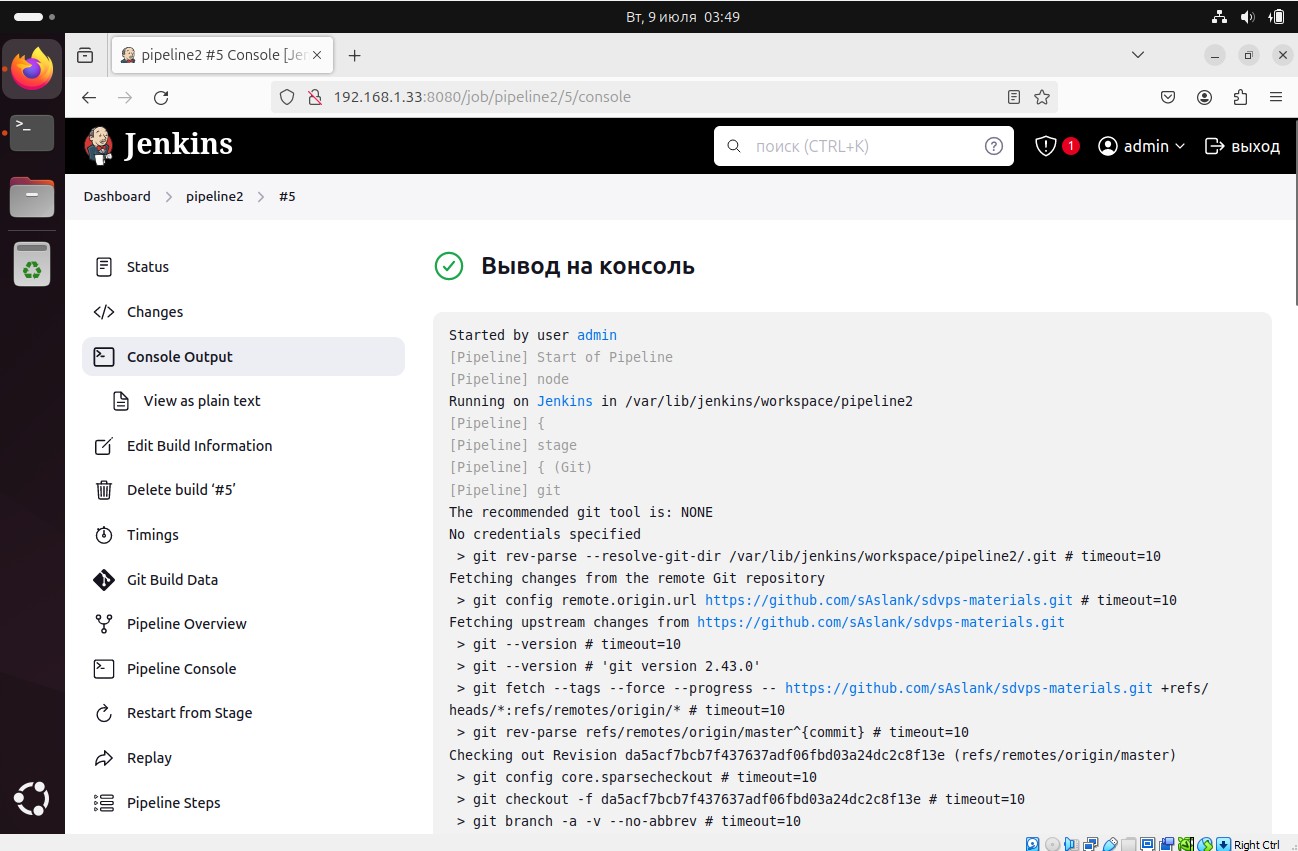 Вт, 9 июля 03:49
pipeline2 #5 Console [Jen
192.168.1.33:8080/job/pipeline2/5/console
Jenkins
поиск (CTRL+K)
1
admin
выход
Dashboard
pipeline2
#5
Status
Changes
Console Output
View as plain text
Edit Build Information
Delete build ‘#5’
Timings
Git Build Data
Pipeline Overview
Pipeline Console
Restart from Stage
Replay
Pipeline Steps
Вывод на консоль
Started by user admin
[Pipeline] Start of Pipeline
[Pipeline] node
Running on Jenkins in /var/lib/jenkins/workspace/pipeline2
[Pipeline] {
[Pipeline] stage
[Pipeline] { (Git)
[Pipeline] git
The recommended git tool is: NONE
No credentials specified
> git rev-parse --resolve-git-dir /var/lib/jenkins/workspace/pipeline2/.git # timeout=10
Fetching changes from the remote Git repository
> git config remote.origin.url https://github.com/sAslank/sdvps-materials.git # timeout=10
Fetching upstream changes from https://github.com/sAslank/sdvps-materials.git
> git --version # timeout=10
> git --version # 'git version 2.43.0'
> git fetch --tags --force --progress -- https://github.com/sAslank/sdvps-materials.git +refs/
heads/*:refs/remotes/origin/* # timeout=10
> git rev-parse refs/remotes/origin/master^{commit} # timeout=10
Checking out Revision da5acf7bcb7f437637adf06fbd03a24dc2c8f13e (refs/remotes/origin/master)
> git config core.sparsecheckout # timeout=10
> git checkout -f da5acf7bcb7f437637adf06fbd03a24dc2c8f13e # timeout=10
> git branch -a -v --no-abbrev # timeout=10
Right Ctrl